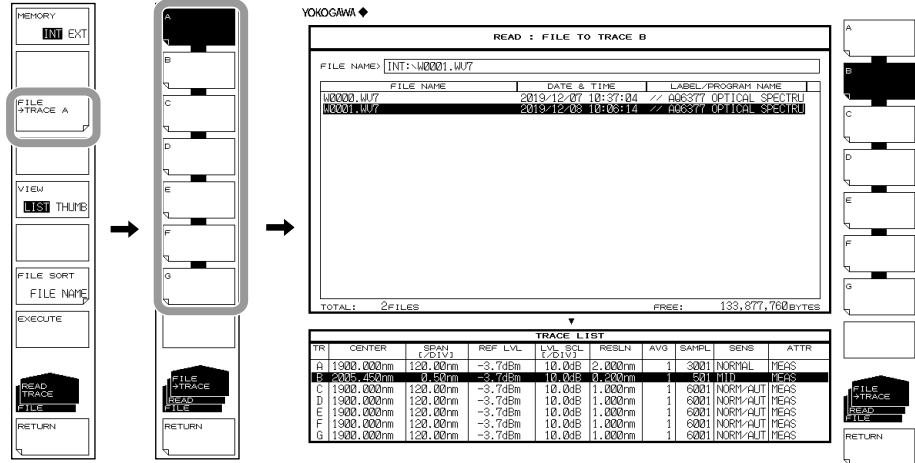 YOKOGAWA ◆
MEMORY
INT EXT
FILE
→TRACE A
VIEW
LIST THUMB
FILE SORT
FILE NAME
EXECUTE
READ
TRACE
FILE
RETURN
A
B
C
D
E
F
G
FILE
→TRACE
READ
FILE
RETURN
READ : FILE TO TRACE B
FILE NAME> INT:\W0001.WV7
FILE NAME DATE & TIME LABEL/PROGRAM NAME
W0000.WV7 2019/12/07 10:37:04 // AQ6377 OPTICAL SPECTRU
W0001.WV7 2019/12/08 10:06:14 // AQ6377 OPTICAL SPECTRU
TOTAL: 2FILES FREE: 133,877,760BYTES
▼
TRACE LIST
TR CENTER SPAN [/DIV] REF LVL LVL SCL [/DIV] RESLN AVG SAMPL SENS ATTR
A 1900.000nm 120.00nm -3.7dBm 10.0dB 2.000nm 1 3001 NORMAL MEAS
B 2005.450nm 0.50nm -3.7dBm 10.0dB 0.200nm 1 501 MID MEAS
C 1900.000nm 120.00nm -3.7dBm 10.0dB 1.000nm 1 6001 NORM/AUT MEAS
D 1900.000nm 120.00nm -3.7dBm 10.0dB 1.000nm 1 6001 NORM/AUT MEAS
E 1900.000nm 120.00nm -3.7dBm 10.0dB 1.000nm 1 6001 NORM/AUT MEAS
F 1900.000nm 120.00nm -3.7dBm 10.0dB 1.000nm 1 6001 NORM/AUT MEAS
G 1900.000nm 120.00nm -3.7dBm 10.0dB 1.000nm 1 6001 NORM/AUT MEAS
A
B
C
D
E
F
G
FILE
→TRACE
READ
FILE
RETURN